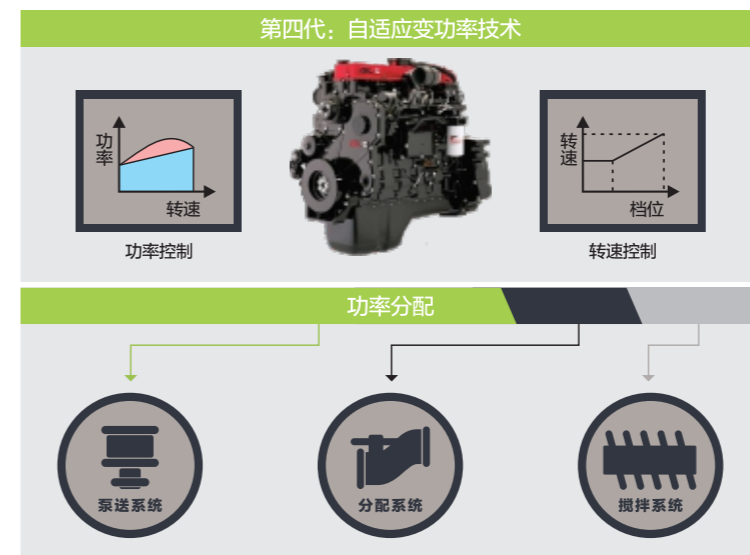 第四代：自适应变功率技术
功率
转速
功率控制
转速
档位
转速控制
功率分配
泵送系统
分配系统
搅拌系统